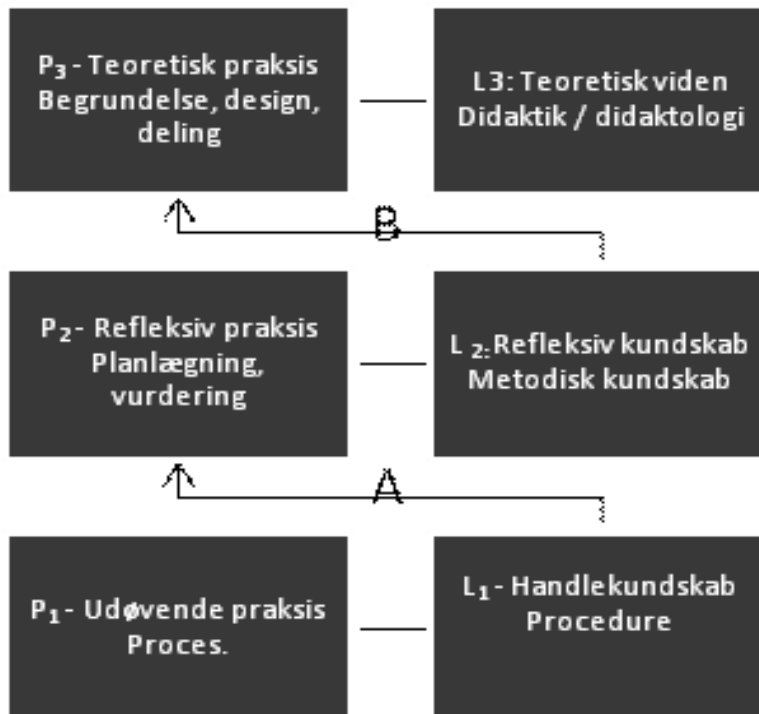 P₃ - Teoretisk praksis
Begrundelse, design,
deling
L3: Teoretisk viden
Didaktik / didaktologi
B
P₂ - Refleksiv praksis
Planlægning,
vurdering
L ₂: Refleksiv kundskab
Metodisk kundskab
A
P₁ - Udøvende praksis
Proces.
L₁ - Handlekundskab
Procedure